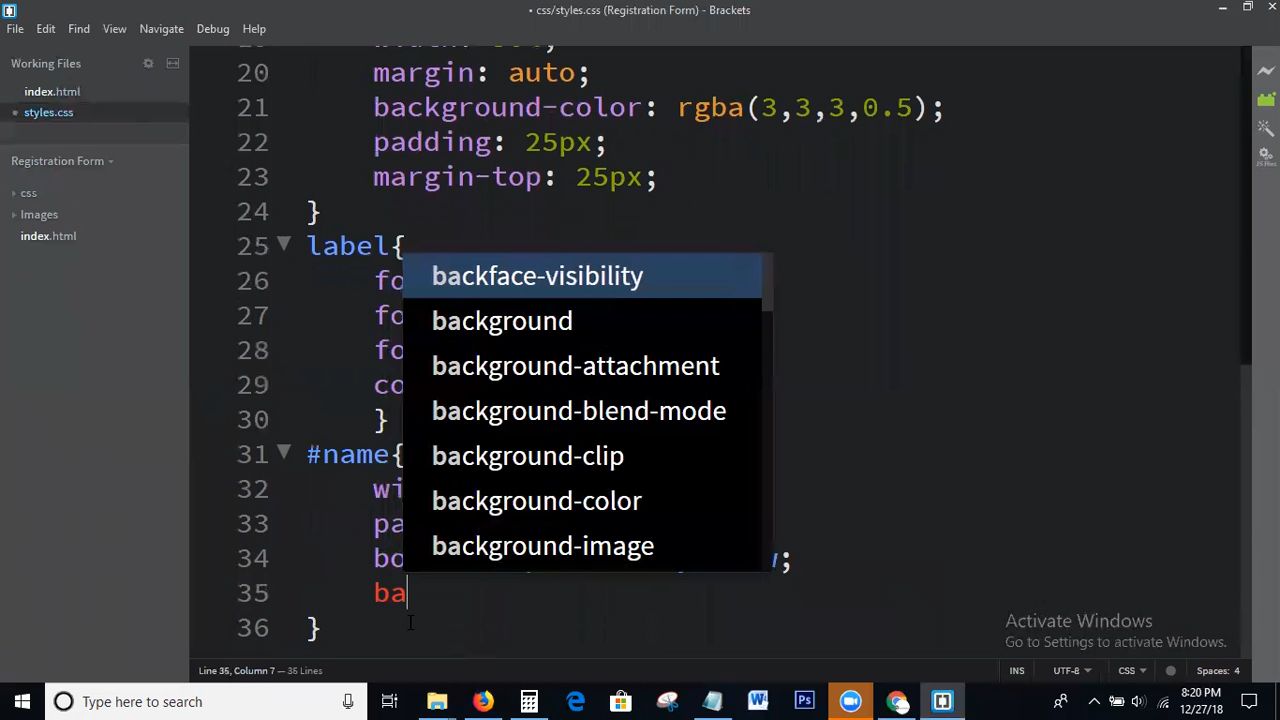 • css/styles.css (Registration Form) - Brackets
File Edit Find View Navigate Debug Help
Working Files
index.html
• styles.css
Registration Form
css
Images
index.html
20 margin: auto;
21 background-color: rgba(3,3,3,0.5);
22 padding: 25px;
23 margin-top: 25px;
24 }
25 label{
26 fo
27 fo
28 fo
29 co
30 }
31 #name{
32 wi
33 pa
34 bo w;
35 ba
36 }
backface-visibility
background
background-attachment
background-blend-mode
background-clip
background-color
background-image
Activate Windows
Go to Settings to activate Windows.
Line 35, Column 7 — 35 Lines
INS UTF-8 CSS Spaces: 4
Type here to search
8:20 PM
12/27/18